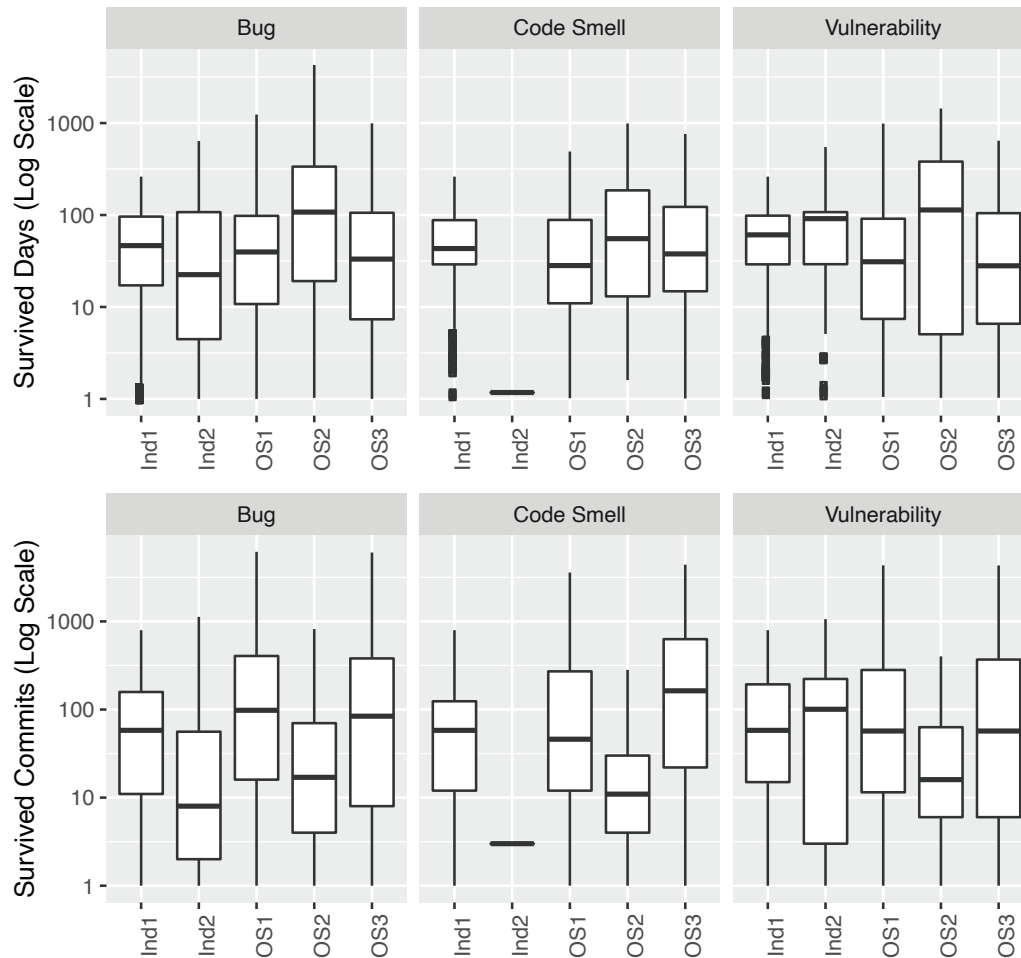 Bug Code Smell Vulnerability
Survived Days (Log Scale)
1000
100
10
1
Ind1 Ind2 OS1 OS2 OS3 Ind1 Ind2 OS1 OS2 OS3 Ind1 Ind2 OS1 OS2 OS3
Bug Code Smell Vulnerability
Survived Commits (Log Scale)
1000
100
10
1
Ind1 Ind2 OS1 OS2 OS3 Ind1 Ind2 OS1 OS2 OS3 Ind1 Ind2 OS1 OS2 OS3